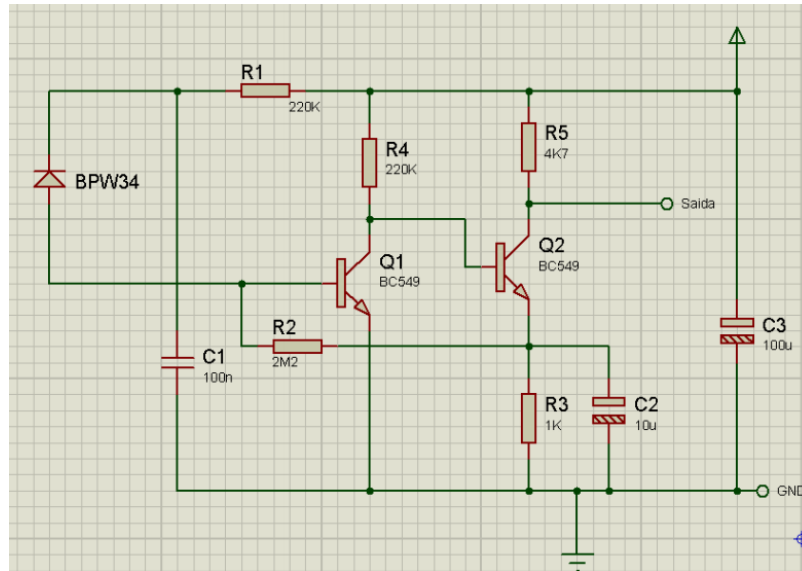 R1
220K
R4
220K
R5
4K7
BPW34
Saida
Q1
BC549
Q2
BC549
R2
2M2
C1
100n
R3
1K
C2
10u
C3
100u
GND